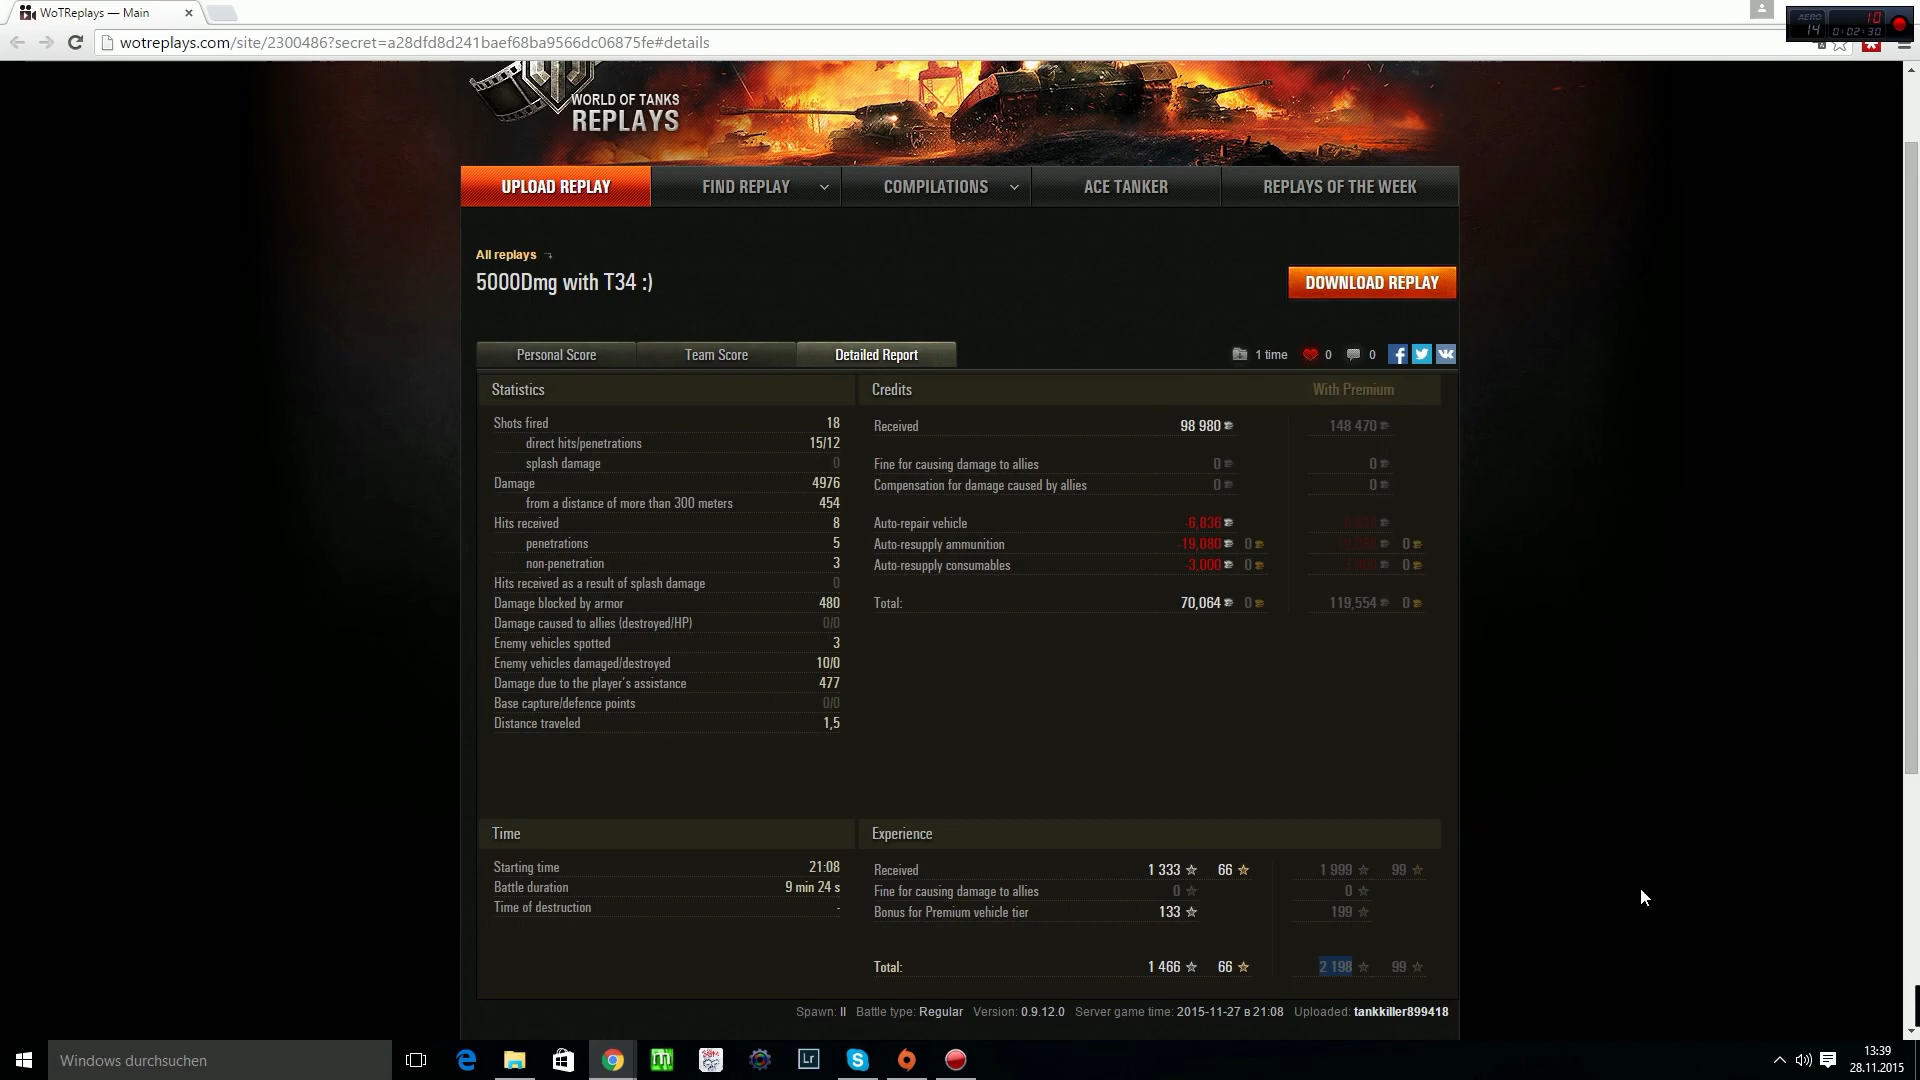 WoTReplays — Main
wotreplays.com/site/2300486?secret=a28dfd8d241baef68ba9566dc06875fe#details
AERO 14 10 0:02:30
WORLD OF TANKS
REPLAYS
UPLOAD REPLAY FIND REPLAY COMPILATIONS ACE TANKER REPLAYS OF THE WEEK
All replays
5000Dmg with T34 :)
DOWNLOAD REPLAY
Personal Score Team Score Detailed Report 1 time 0 0
Statistics
Shots fired 18
direct hits/penetrations 15/12
splash damage 0
Damage 4976
from a distance of more than 300 meters 454
Hits received 8
penetrations 5
non-penetration 3
Hits received as a result of splash damage 0
Damage blocked by armor 480
Damage caused to allies (destroyed/HP) 0/0
Enemy vehicles spotted 3
Enemy vehicles damaged/destroyed 10/0
Damage due to the player's assistance 477
Base capture/defence points 0/0
Distance traveled 1,5
Credits With Premium
Received 98 980 148 470
Fine for causing damage to allies 0 0
Compensation for damage caused by allies 0 0
Auto-repair vehicle -6,836
Auto-resupply ammunition -19,080 0 0
Auto-resupply consumables -3,000 0 0
Total: 70,064 0 119,554 0
Time
Starting time 21:08
Battle duration 9 min 24 s
Time of destruction -
Experience
Received 1 333 66 1 999 99
Fine for causing damage to allies 0 0
Bonus for Premium vehicle tier 133 199
Total: 1 466 66 2 198 99
Spawn: II Battle type: Regular Version: 0.9.12.0 Server game time: 2015-11-27 в 21:08 Uploaded: tankkiller899418
Windows durchsuchen
Lr
13:39
28.11.2015